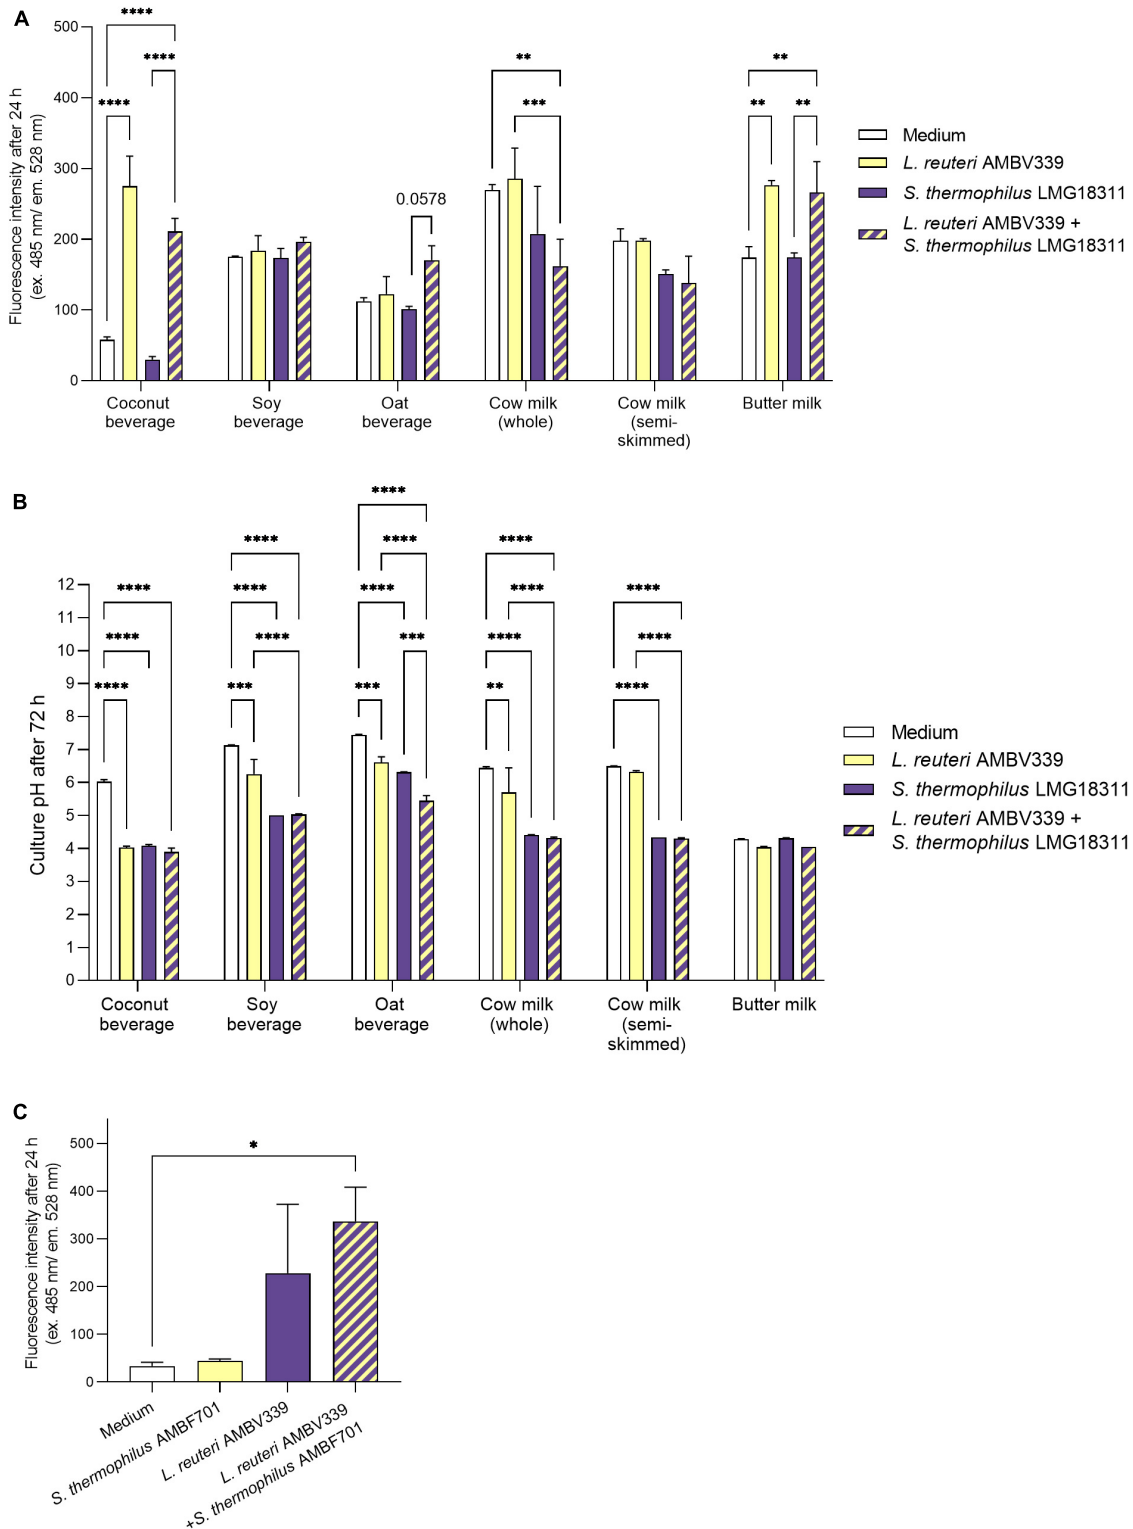 A
Fluorescence intensity after 24 h
(ex. 485 nm/ em. 528 nm)
500
400
300
200
100
0
****
****
****
0.0578
**
***
**
**
**
Coconut
beverage
Soy
beverage
Oat
beverage
Cow milk
(whole)
Cow milk
(semi-
skimmed)
Butter milk
Medium
L. reuteri AMBV339
S. thermophilus LMG18311
L. reuteri AMBV339 +
S. thermophilus LMG18311
B
Culture pH after 72 h
12
11
10
9
8
7
6
5
4
3
2
1
0
****
****
****
****
****
****
***
****
****
****
***
***
****
****
****
**
****
****
****
Coconut
beverage
Soy
beverage
Oat
beverage
Cow milk
(whole)
Cow milk
(semi-
skimmed)
Butter milk
Medium
L. reuteri AMBV339
S. thermophilus LMG18311
L. reuteri AMBV339 +
S. thermophilus LMG18311
C
Fluorescence intensity after 24 h
(ex. 485 nm/ em. 528 nm)
500
400
300
200
100
0
*
Medium
S. thermophilus AMBF701
L. reuteri AMBV339
L. reuteri AMBV339
+S. thermophilus AMBF701